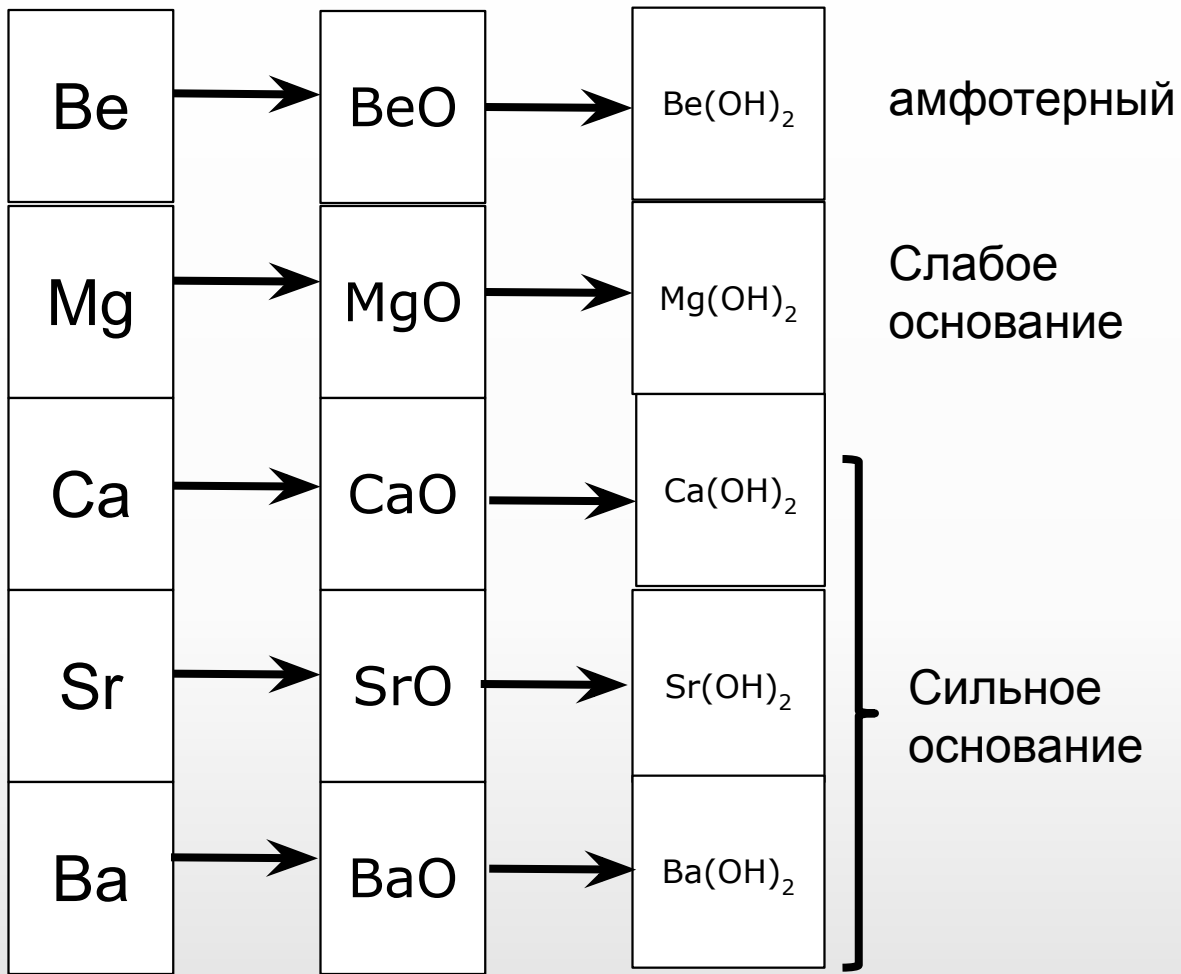 Be BeO Be(OH)₂ амфотерный
Mg MgO Mg(OH)₂ Слабое
основание
Ca CaO Ca(OH)₂
Sr SrO Sr(OH)₂ Сильное
основание
Ba BaO Ba(OH)₂